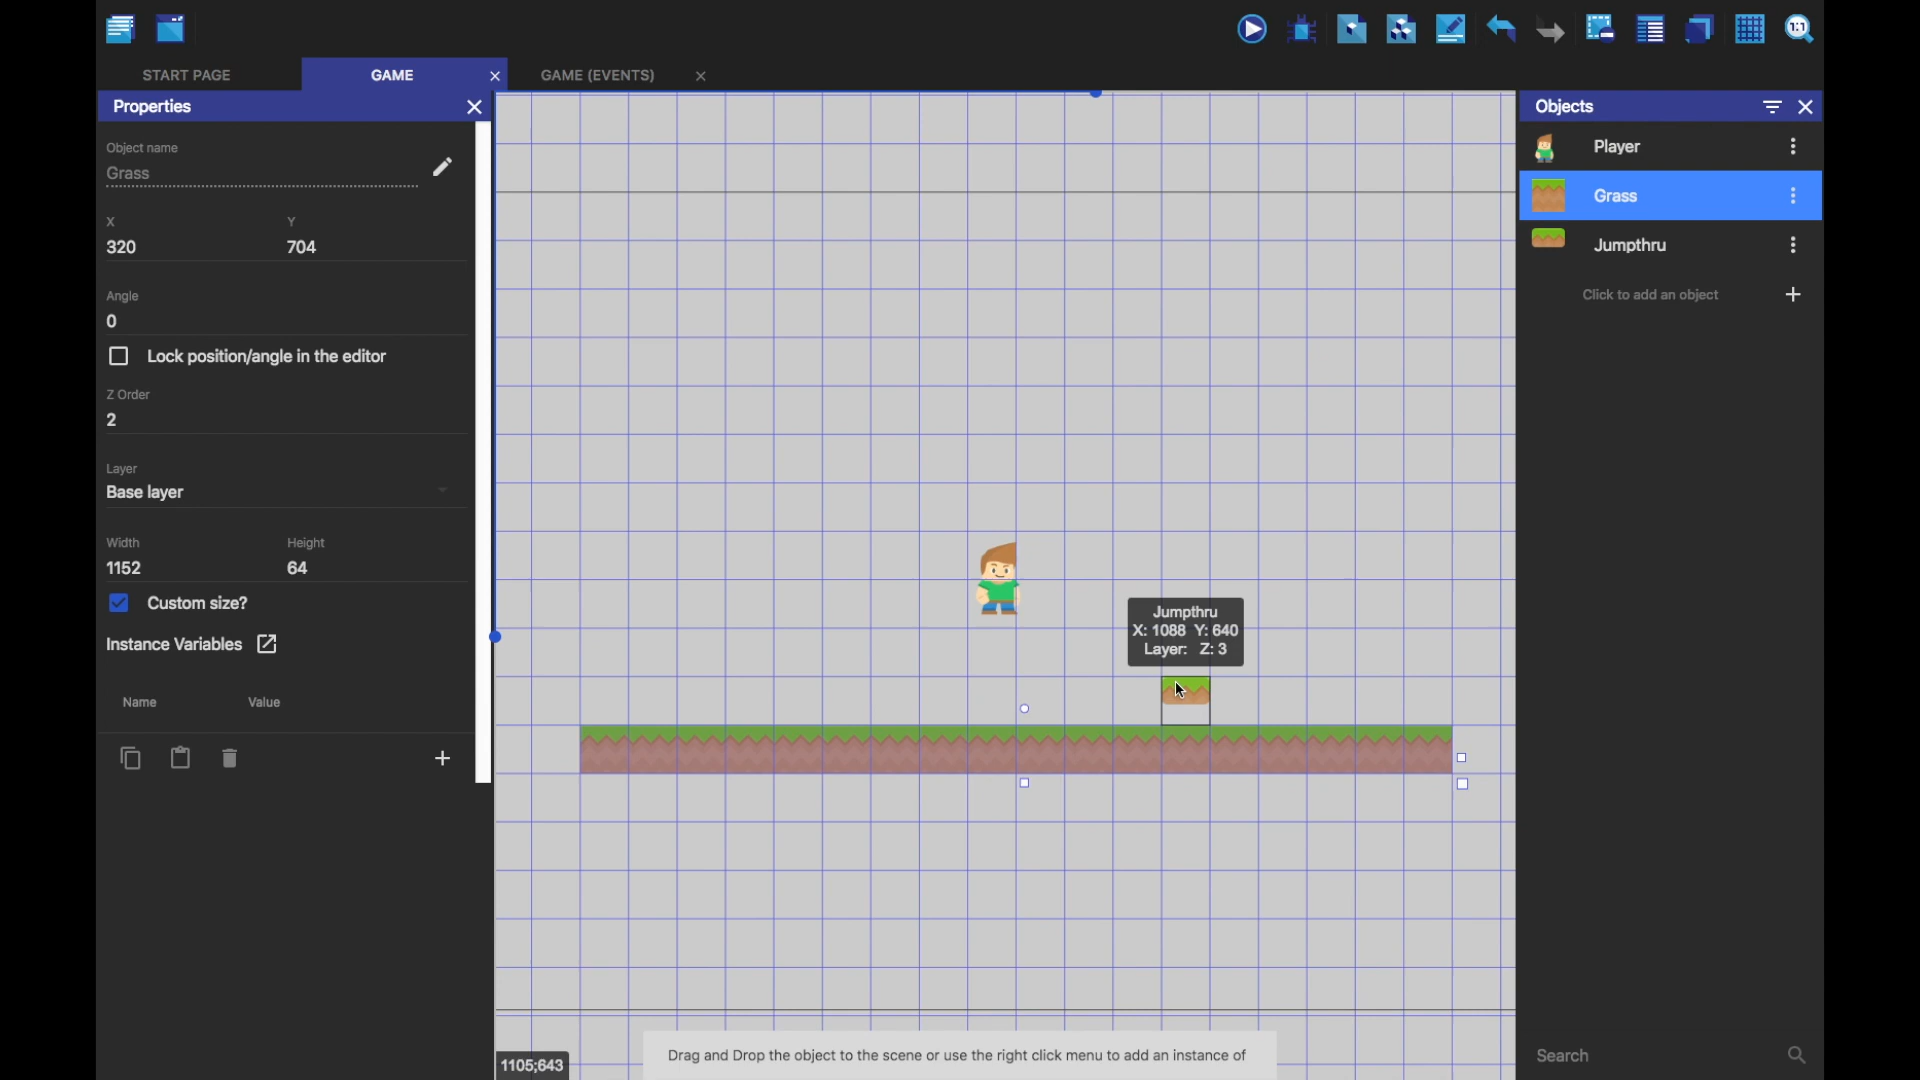 1:1
START PAGE
GAME
GAME (EVENTS)
Properties
Object name
Grass
X
Y
320
704
Angle
0
Lock position/angle in the editor
Z Order
2
Layer
Base layer
Width
Height
1152
64
Custom size?
Instance Variables
Name
Value
Jumpthru
X: 1088 Y: 640
Layer: Z: 3
1105;643
Drag and Drop the object to the scene or use the right click menu to add an instance of
Objects
Player
Grass
Jumpthru
Click to add an object
Search